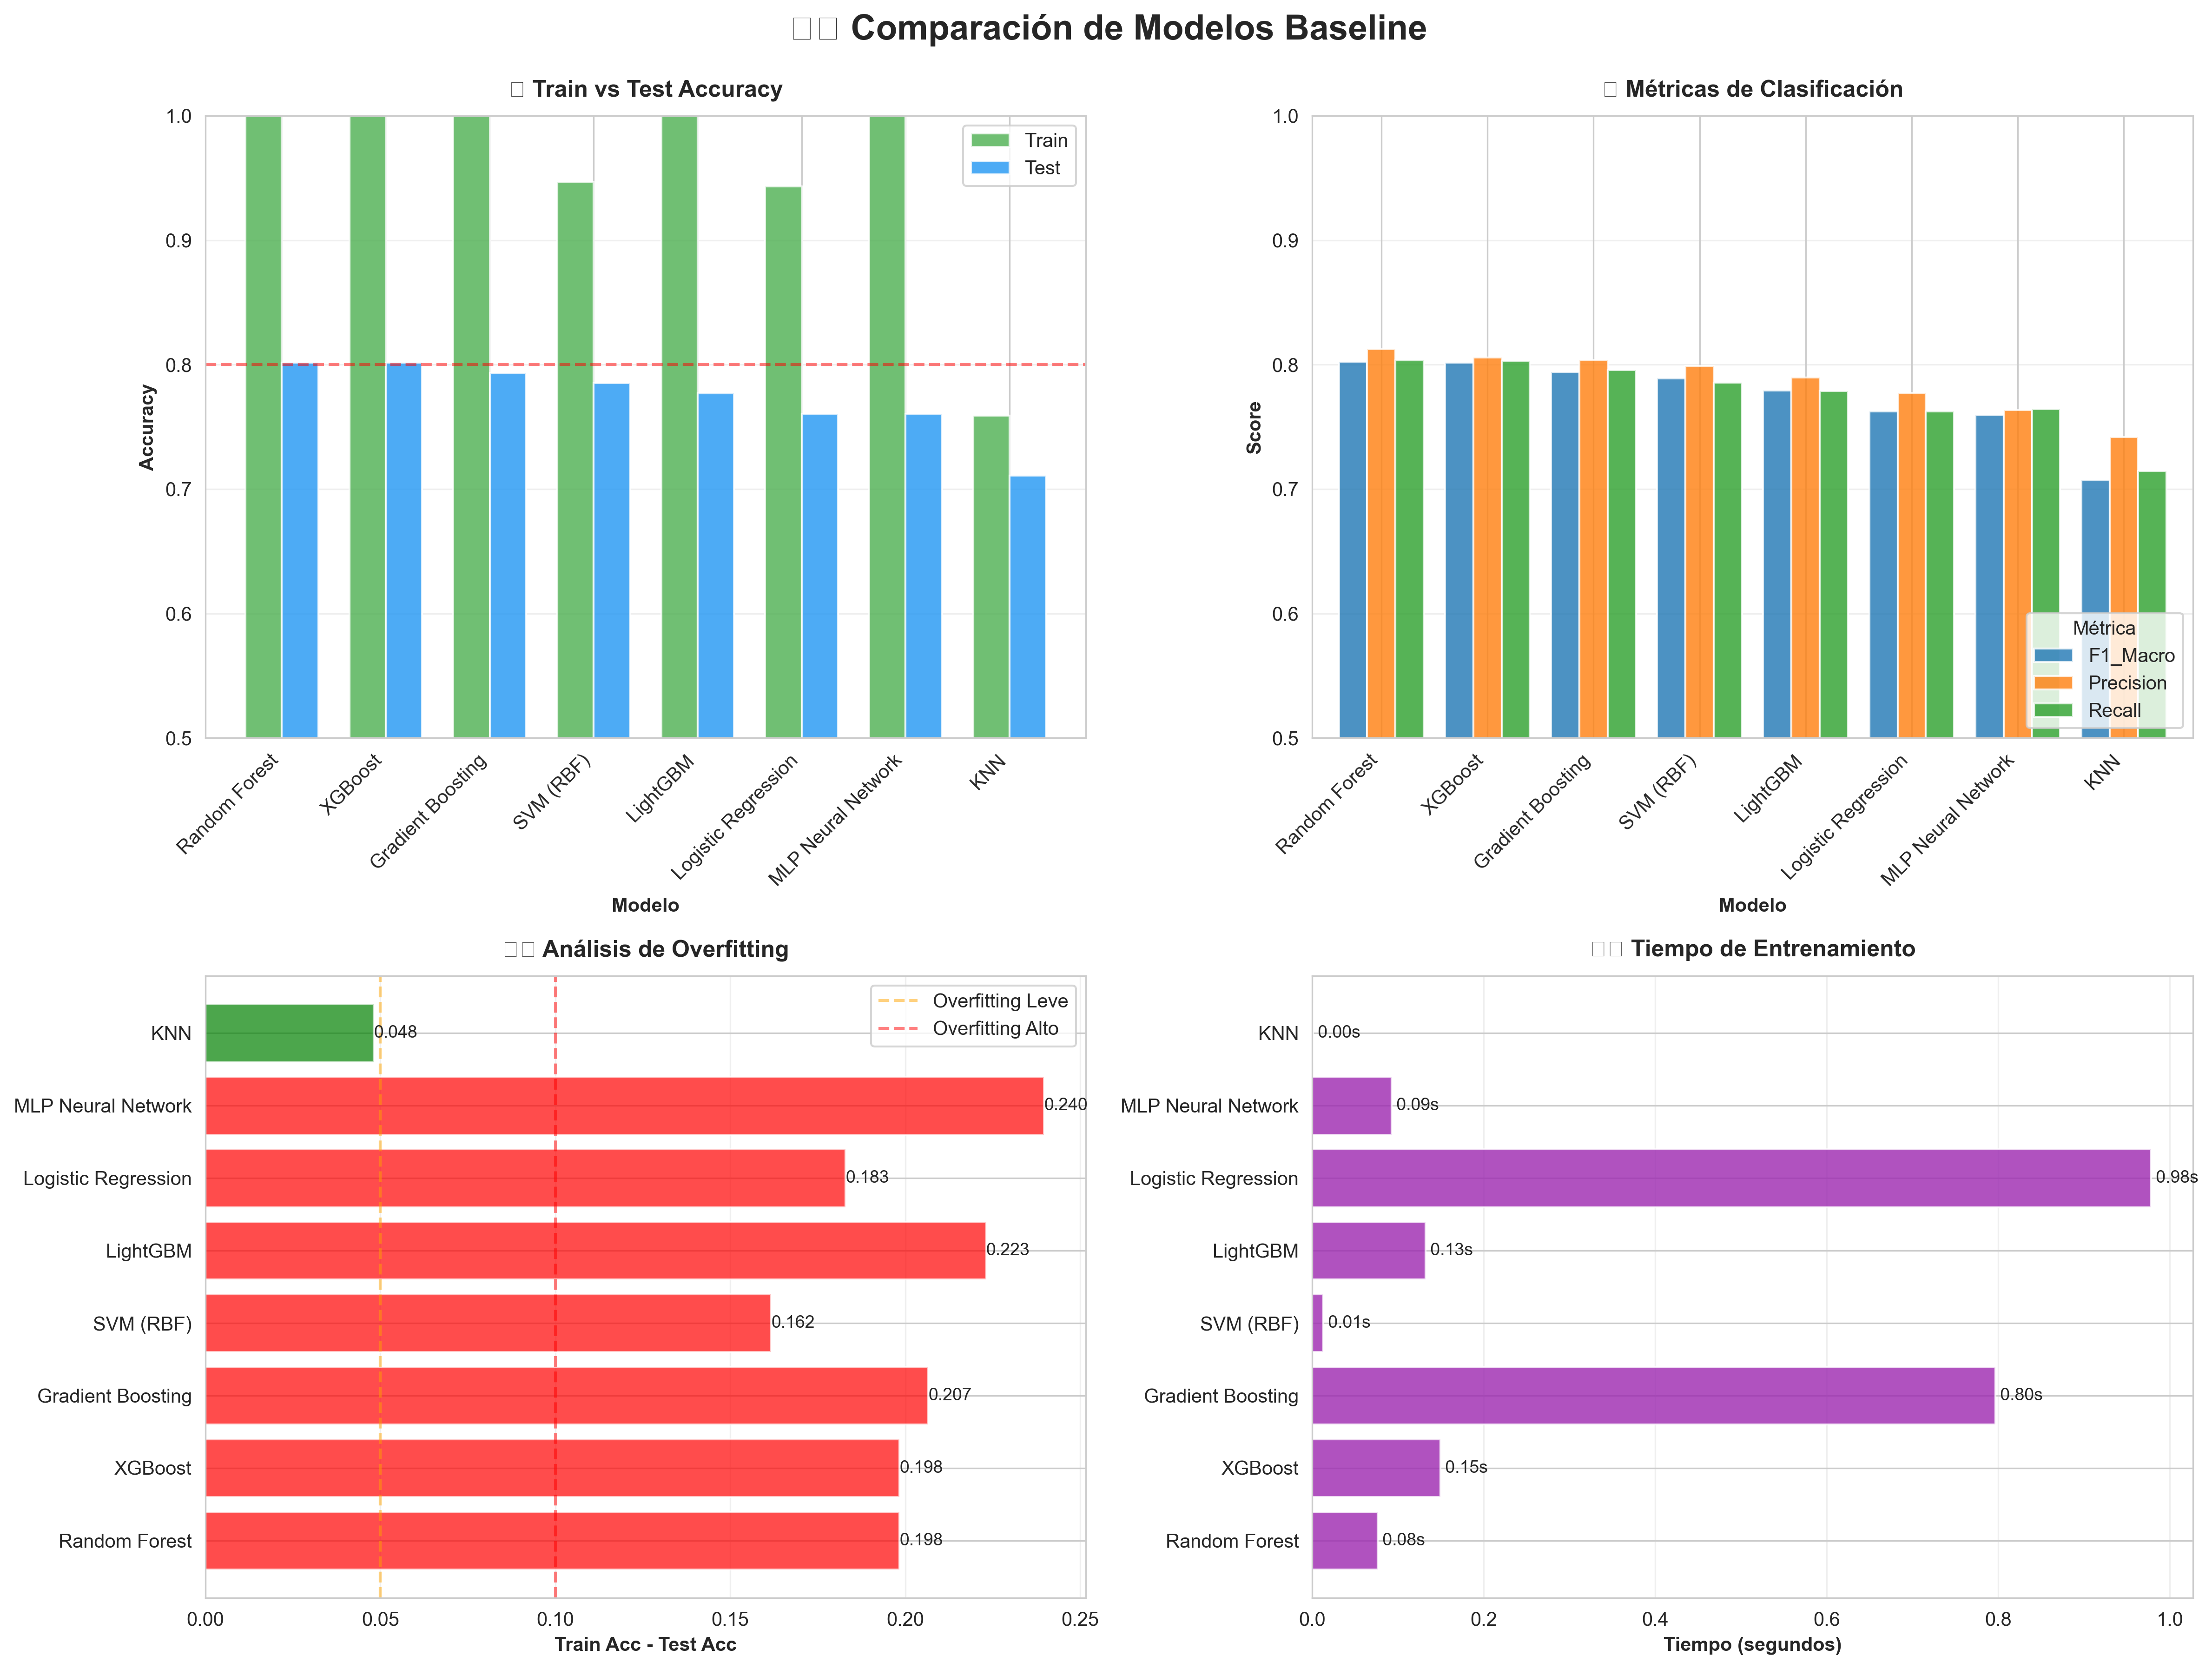 Comparación de Modelos Baseline
Train vs Test Accuracy
1.0
0.9
0.8
0.7
0.6
0.5
Accuracy
Train
Test
Random Forest
XGBoost
Gradient Boosting
SVM (RBF)
LightGBM
Logistic Regression
MLP Neural Network
KNN
Modelo
Métricas de Clasificación
1.0
0.9
0.8
0.7
0.6
0.5
Score
Métrica
F1_Macro
Precision
Recall
Random Forest
XGBoost
Gradient Boosting
SVM (RBF)
LightGBM
Logistic Regression
MLP Neural Network
KNN
Modelo
Análisis de Overfitting
Overfitting Leve
Overfitting Alto
KNN 0.048
MLP Neural Network 0.240
Logistic Regression 0.183
LightGBM 0.223
SVM (RBF) 0.162
Gradient Boosting 0.207
XGBoost 0.198
Random Forest 0.198
0.00 0.05 0.10 0.15 0.20 0.25
Train Acc - Test Acc
Tiempo de Entrenamiento
KNN 0.00s
MLP Neural Network 0.09s
Logistic Regression 0.98s
LightGBM 0.13s
SVM (RBF) 0.01s
Gradient Boosting 0.80s
XGBoost 0.15s
Random Forest 0.08s
0.0 0.2 0.4 0.6 0.8 1.0
Tiempo (segundos)